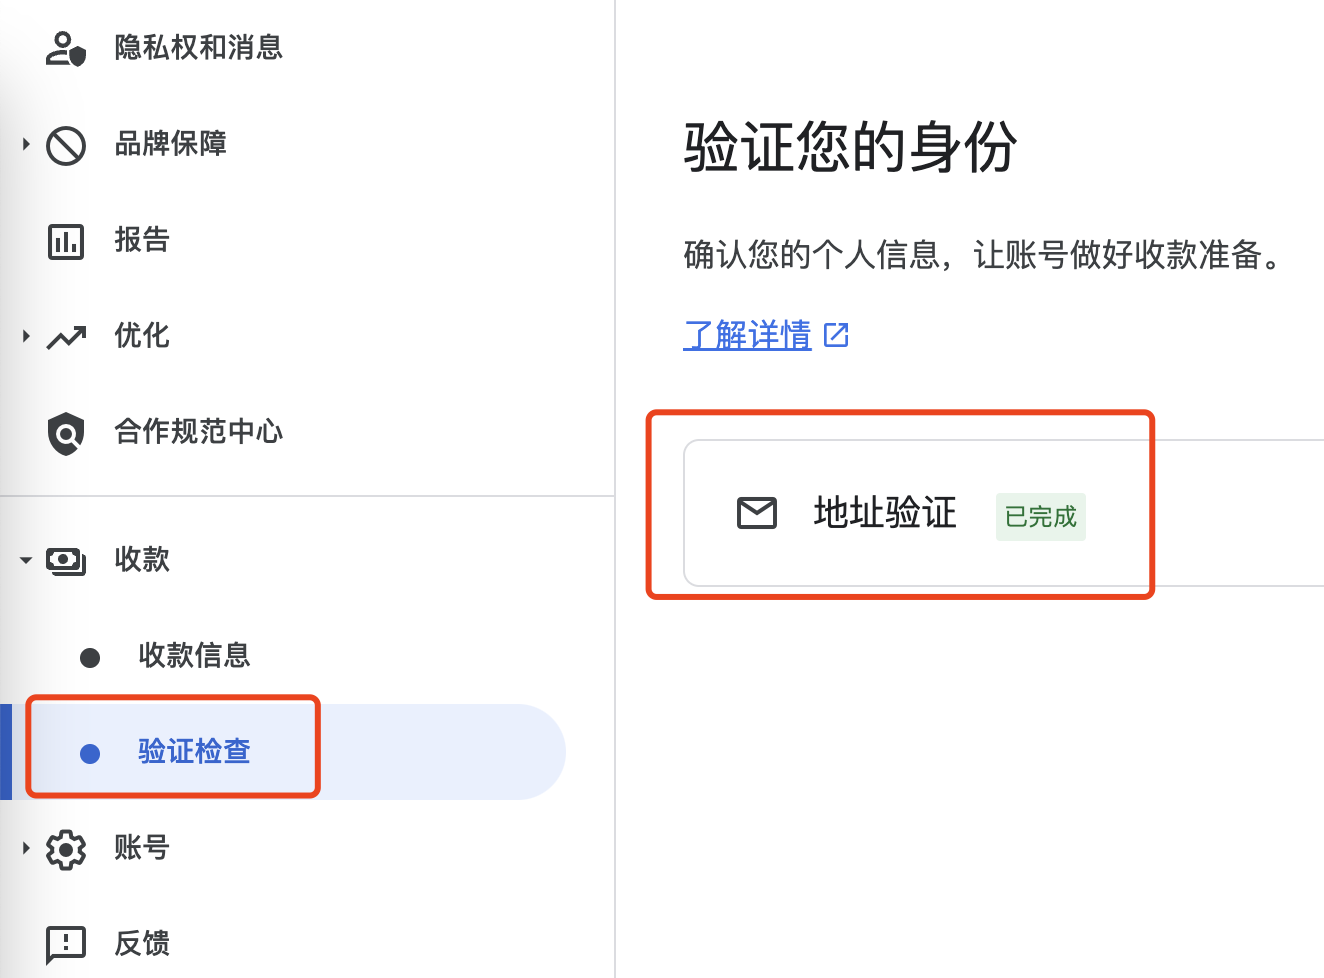 隐私权和消息
品牌保障
报告
优化
合作规范中心
收款
收款信息
验证检查
账号
反馈
验证您的身份
确认您的个人信息，让账号做好收款准备。
了解详情
地址验证 已完成